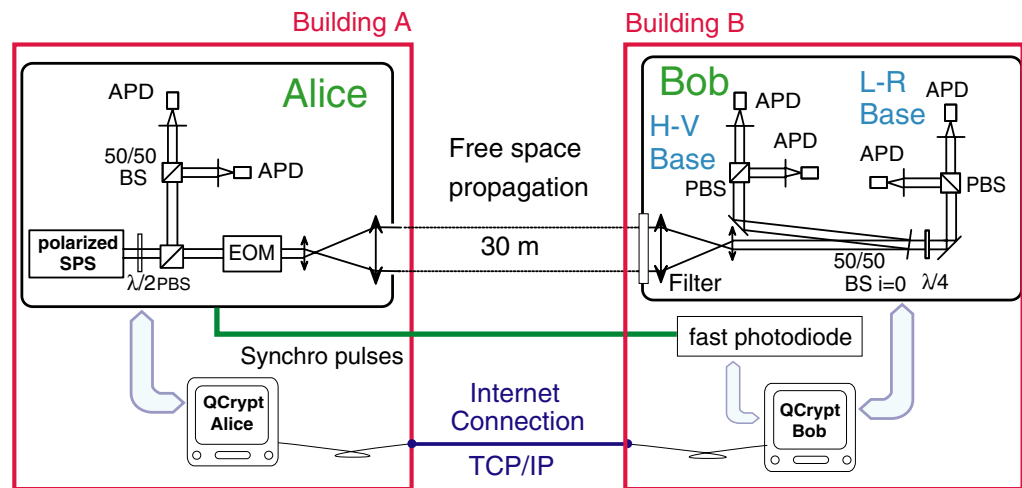 Building A
Building B
Alice
APD
50/50
BS
APD
polarized
SPS
λ/2
PBS
EOM
Free space
propagation
30 m
Bob
H-V
Base
APD
APD
PBS
L-R
Base
APD
APD
PBS
Filter
50/50
BS i=0
λ/4
Synchro pulses
fast photodiode
QCrypt
Alice
Internet
Connection
TCP/IP
QCrypt
Bob